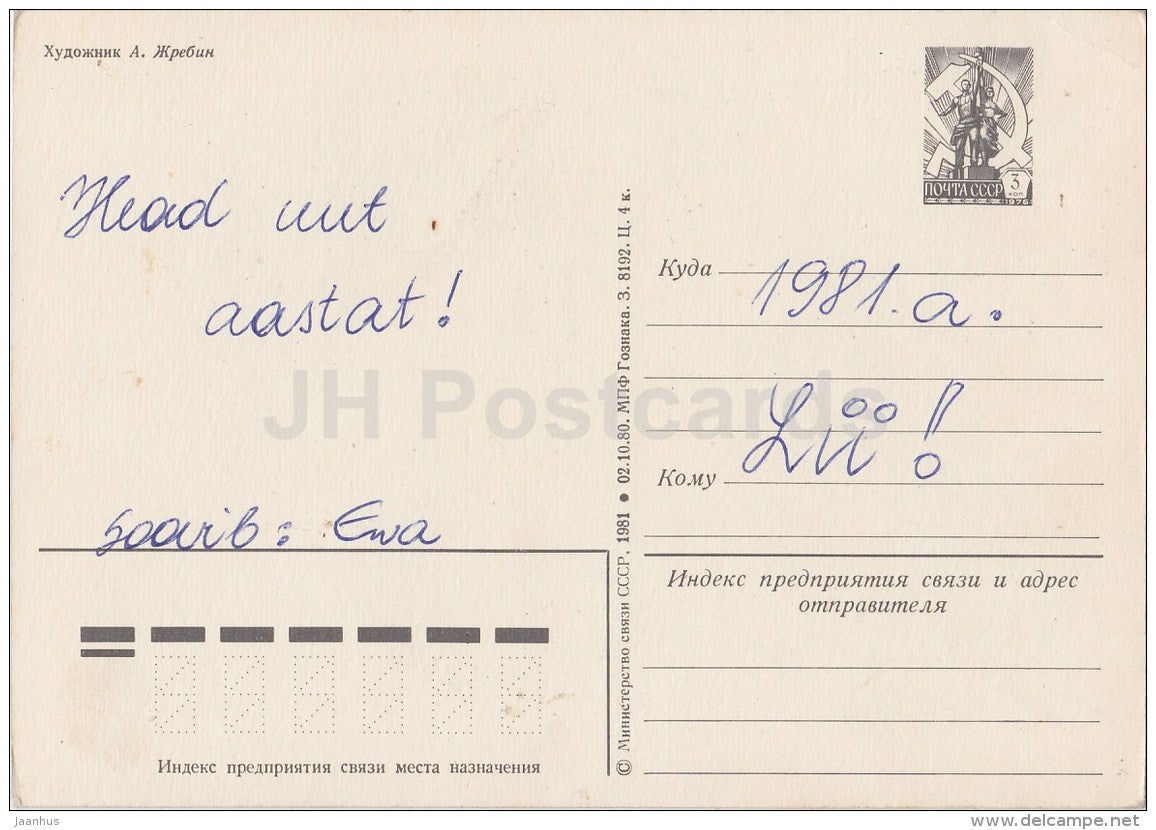 Художник А. Жребин
ПОЧТА СССР 3 КОП
1976
Head uut
aastat!
soovib: Ewa
Куда
1981. a.
Кому
Lii!
Индекс предприятия связи и адрес
отправителя
Индекс предприятия связи места назначения
© Министерство связи СССР, 1981 ● 02.10.80. МПФ Гознака. З. 8192. Ц. 4 к.
JH Postcards
Jaanhus
www.delcampe.net